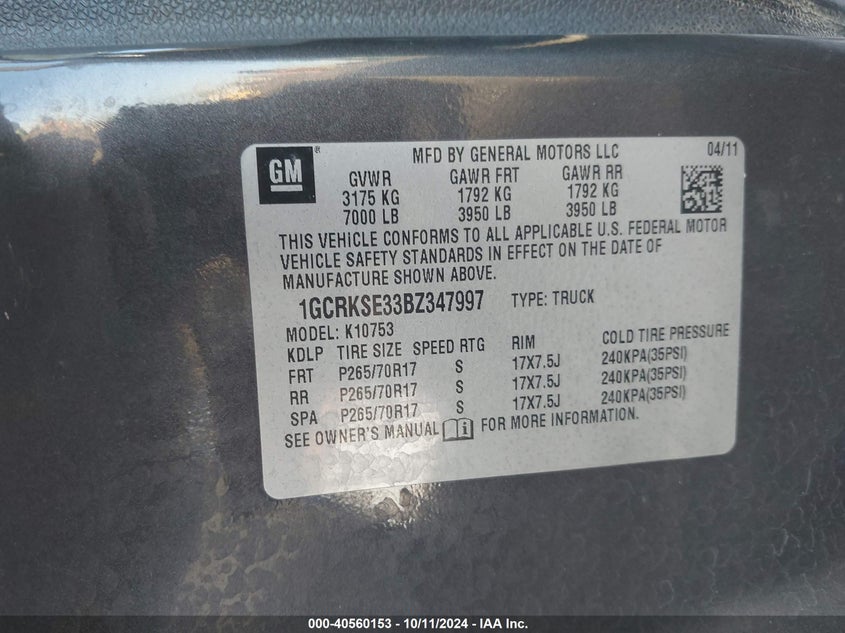 GM ®
MFD BY GENERAL MOTORS LLC 04/11
GVWR GAWR FRT GAWR RR
3175 KG 1792 KG 1792 KG
7000 LB 3950 LB 3950 LB
THIS VEHICLE CONFORMS TO ALL APPLICABLE U.S. FEDERAL MOTOR
VEHICLE SAFETY STANDARDS IN EFFECT ON THE DATE OF
MANUFACTURE SHOWN ABOVE.
1GCRKSE33BZ347997 TYPE: TRUCK
MODEL: K10753
KDLP TIRE SIZE SPEED RTG RIM COLD TIRE PRESSURE
FRT P265/70R17 S 17X7.5J 240KPA(35PSI)
RR P265/70R17 S 17X7.5J 240KPA(35PSI)
SPA P265/70R17 S 17X7.5J 240KPA(35PSI)
SEE OWNER'S MANUAL FOR MORE INFORMATION.
000-40560153 - 10/11/2024 - IAA Inc.